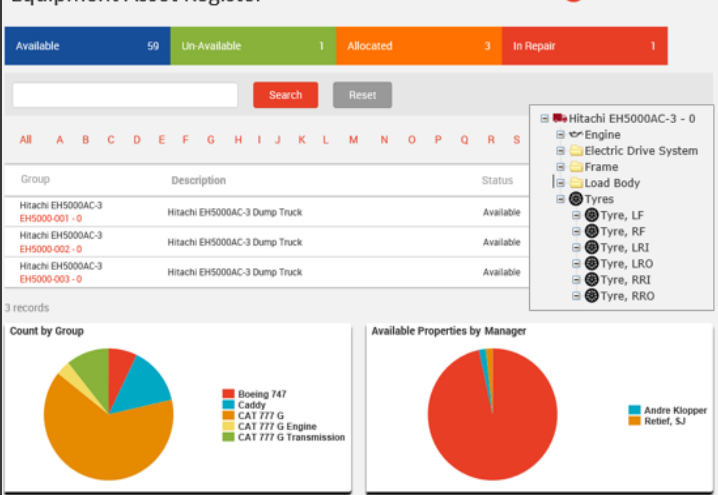 Equipment Asset Register
Available 59 Un-Available 1 Allocated 3 In Repair 1
Search Reset
All A B C D E F G H I J K L M N O P Q R S
Group Description Status
Hitachi EH5000AC-3
EH5000-001 - 0
Hitachi EH5000AC-3 Dump Truck Available
Hitachi EH5000AC-3
EH5000-002 - 0
Hitachi EH5000AC-3 Dump Truck Available
Hitachi EH5000AC-3
EH5000-003 - 0
Hitachi EH5000AC-3 Dump Truck Available
3 records
Hitachi EH5000AC-3 - 0
Engine
Electric Drive System
Frame
Load Body
Tyres
Tyre, LF
Tyre, RF
Tyre, LRI
Tyre, LRO
Tyre, RRI
Tyre, RRO
Count by Group
Boeing 747
Caddy
CAT 777 G
CAT 777 G Engine
CAT 777 G Transmission
Available Properties by Manager
Andre Klopper
Retief, SJ